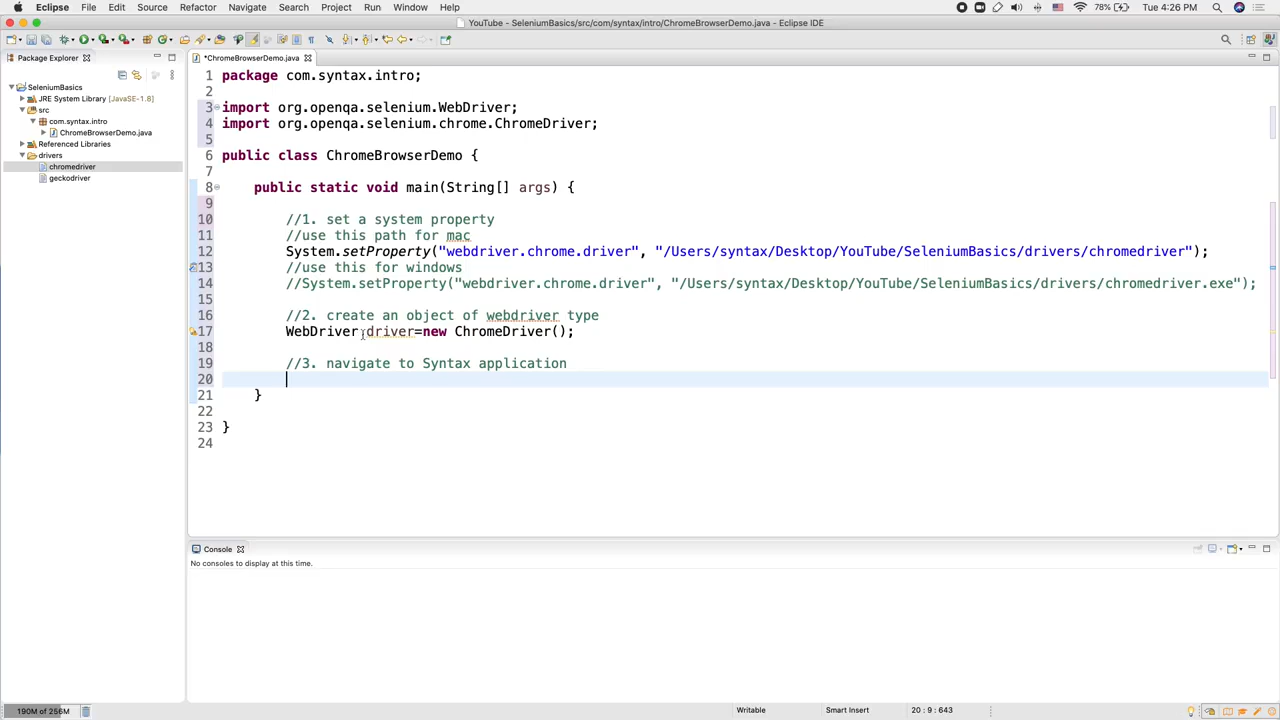 Eclipse File Edit Source Refactor Navigate Search Project Run Window Help 78% Tue 4:26 PM
YouTube - SeleniumBasics/src/com/syntax/intro/ChromeBrowserDemo.java - Eclipse IDE
Package Explorer
*ChromeBrowserDemo.java
SeleniumBasics
JRE System Library [JavaSE-1.8]
src
com.syntax.intro
ChromeBrowserDemo.java
Referenced Libraries
drivers
chromedriver
geckodriver
1 package com.syntax.intro;
2
3 import org.openqa.selenium.WebDriver;
4 import org.openqa.selenium.chrome.ChromeDriver;
5
6 public class ChromeBrowserDemo {
7
8 public static void main(String[] args) {
9
10 //1. set a system property
11 //use this path for mac
12 System.setProperty("webdriver.chrome.driver", "/Users/syntax/Desktop/YouTube/SeleniumBasics/drivers/chromedriver");
13 //use this for windows
14 //System.setProperty("webdriver.chrome.driver", "/Users/syntax/Desktop/YouTube/SeleniumBasics/drivers/chromedriver.exe");
15
16 //2. create an object of webdriver type
17 WebDriver driver=new ChromeDriver();
18
19 //3. navigate to Syntax application
20
21 }
22
23 }
24
Console
No consoles to display at this time.
190M of 256M Writable Smart Insert 20 : 9 : 643